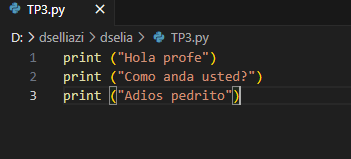 TP3.py ×
D: > dselliazi > dselia > TP3.py
1 print ("Hola profe")
2 print ("Como anda usted?")
3 print ("Adios pedrito")